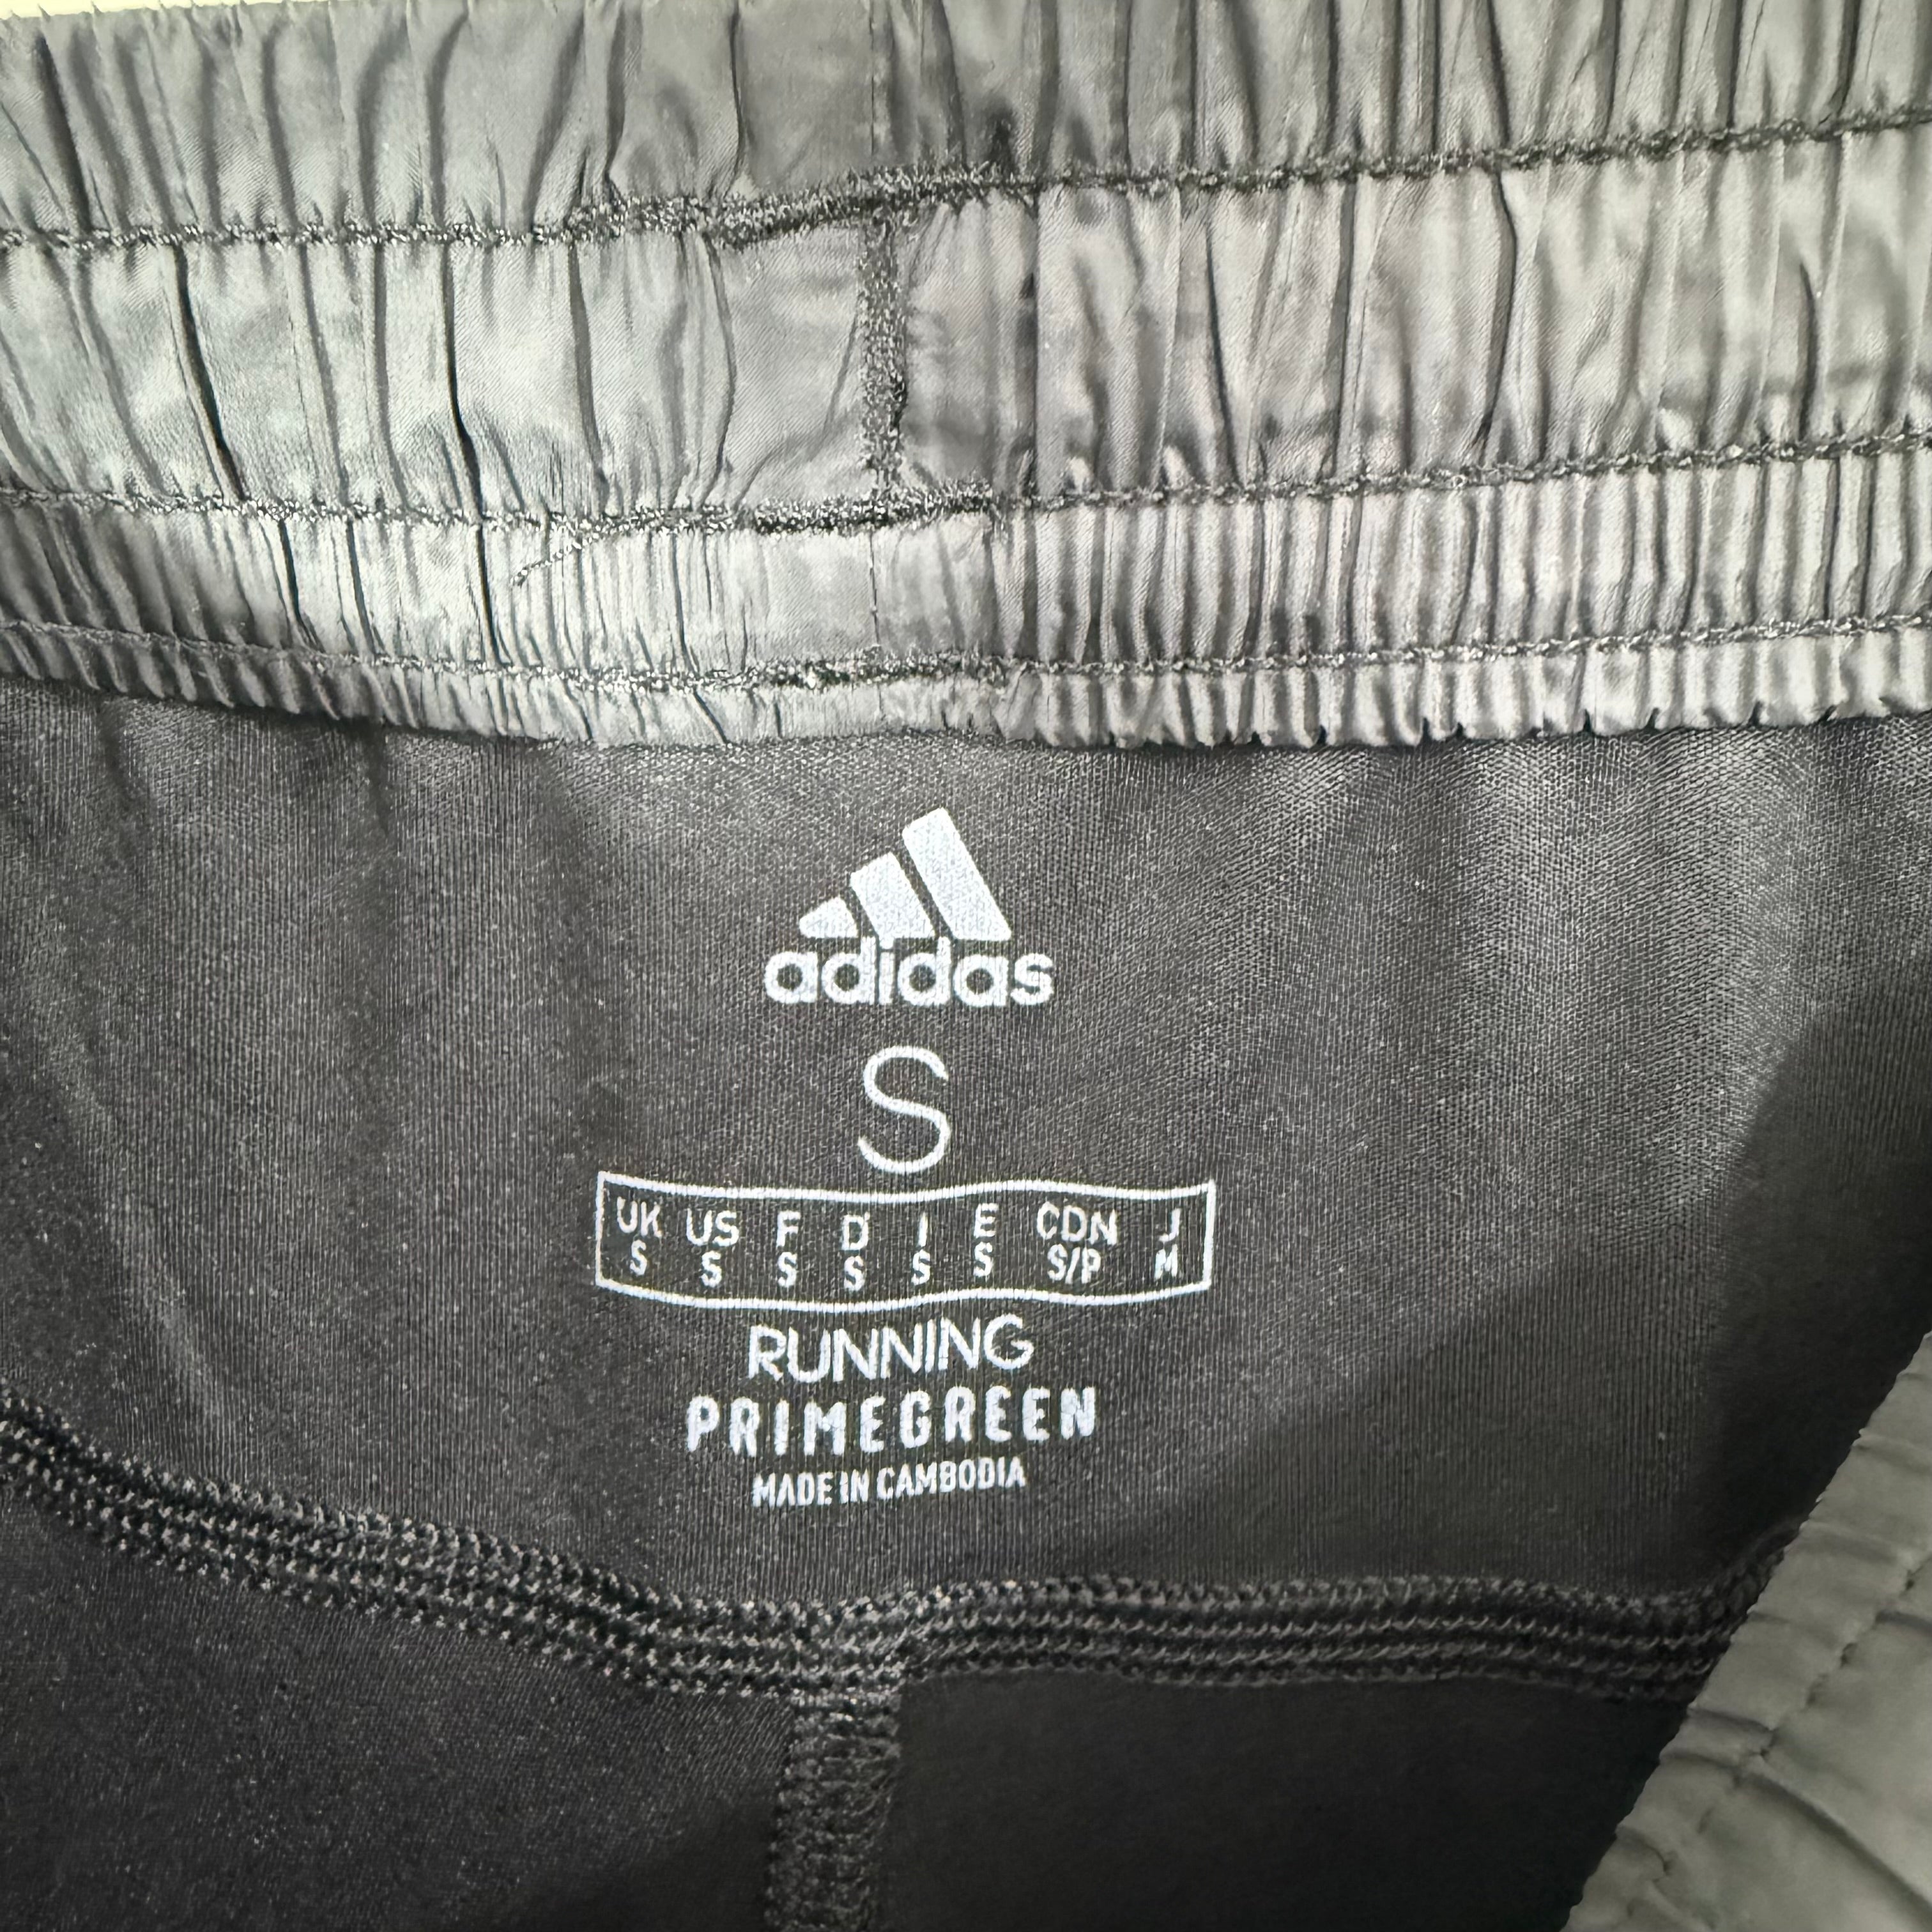 adidas
S
UK US F D I E CDN J
S S S S S S S/P M
RUNNING
PRIMEGREEN
MADE IN CAMBODIA